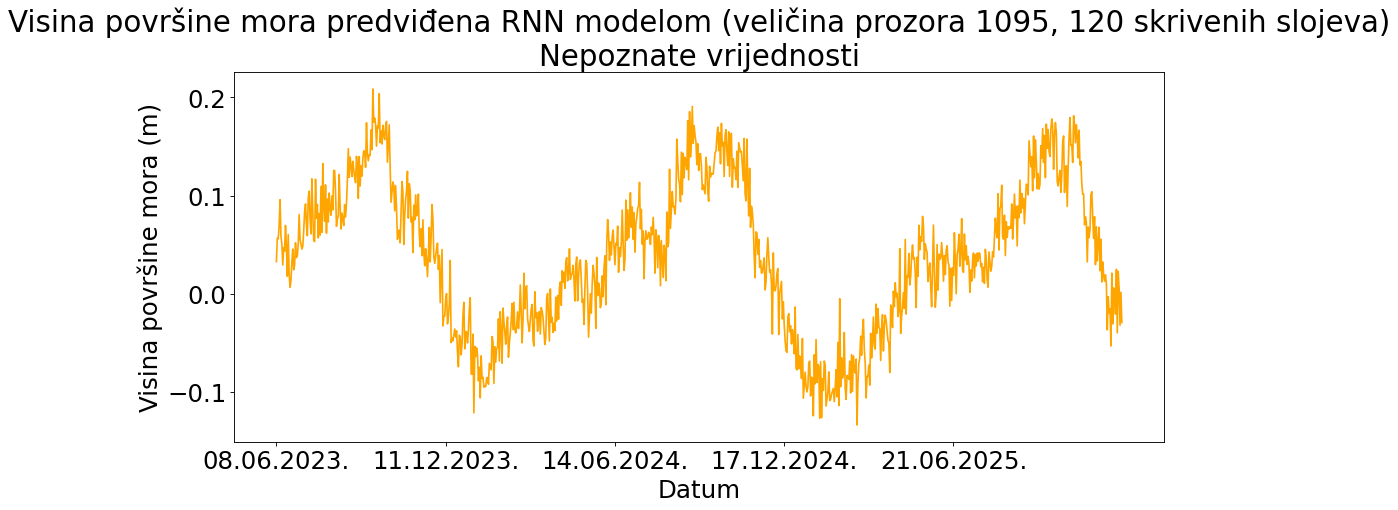 Visina površine mora predviđena RNN modelom (veličina prozora 1095, 120 skrivenih slojeva)
Nepoznate vrijednosti
Visina površine mora (m)
0.2
0.1
0.0
−0.1
08.06.2023. 11.12.2023. 14.06.2024. 17.12.2024. 21.06.2025.
Datum